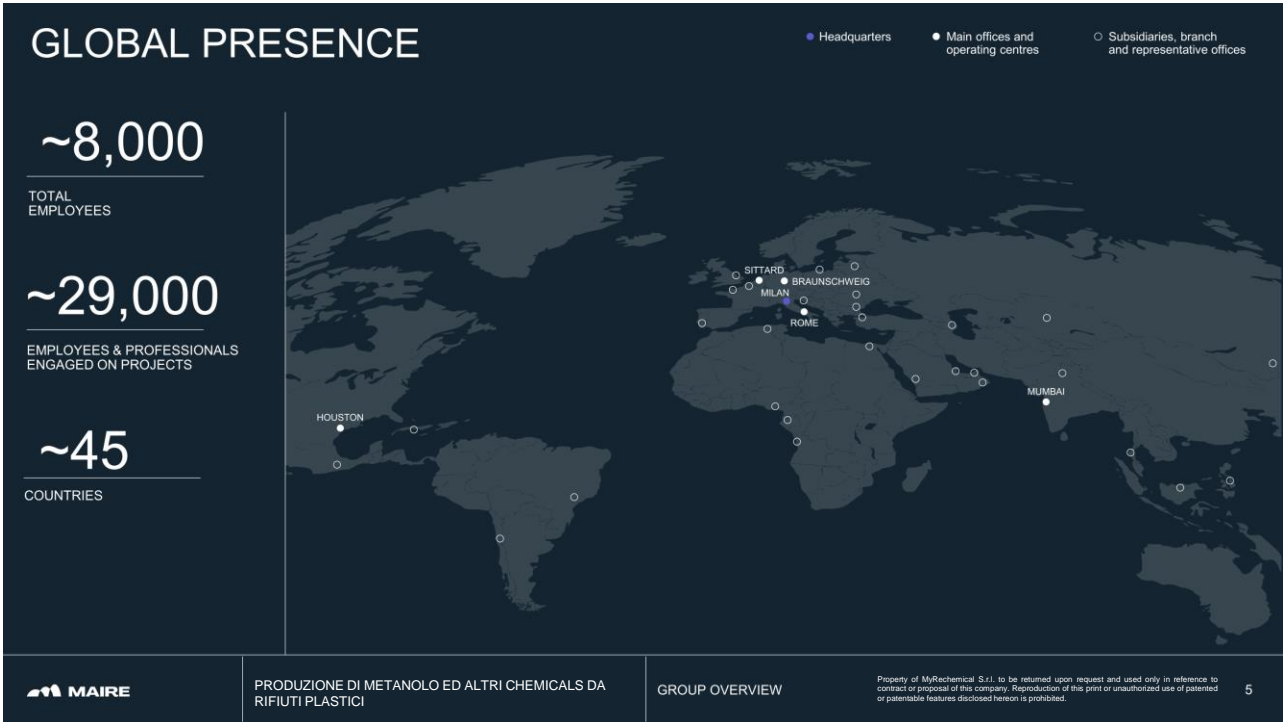 GLOBAL PRESENCE
Headquarters
Main offices and
operating centres
Subsidiaries, branch
and representative offices
~8,000
TOTAL
EMPLOYEES
~29,000
EMPLOYEES & PROFESSIONALS
ENGAGED ON PROJECTS
~45
COUNTRIES
SITTARD
BRAUNSCHWEIG
MILAN
ROME
MUMBAI
HOUSTON
MAIRE
PRODUZIONE DI METANOLO ED ALTRI CHEMICALS DA
RIFIUTI PLASTICI
GROUP OVERVIEW
Property of MyRechemical S.r.l. to be returned upon request and used only in reference to
contract or proposal of this company. Reproduction of this print or unauthorized use of patented
or patentable features disclosed hereon is prohibited.
5